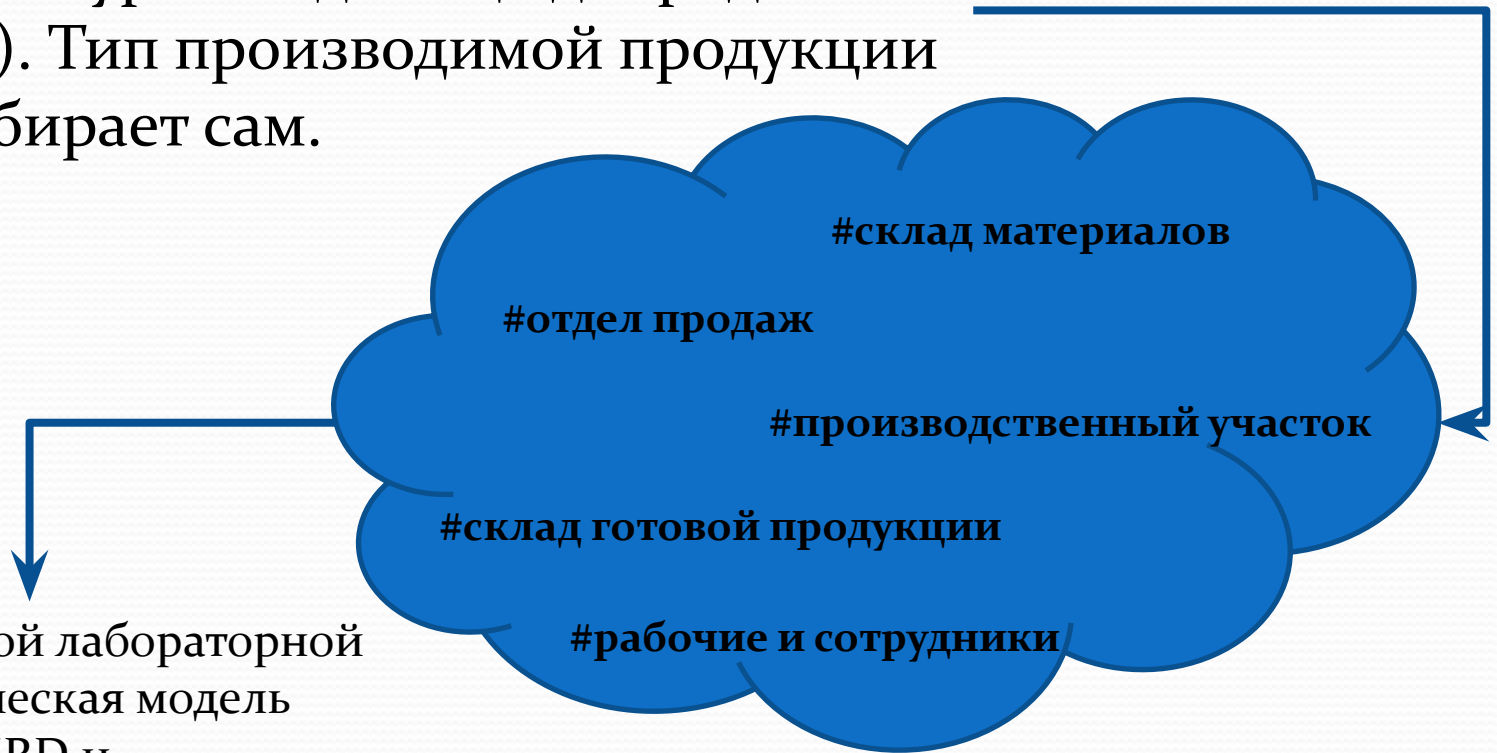 ). Тип производимой продукции
бирает сам.
#склад материалов
#отдел продаж
#производственный участок
#склад готовой продукции
#рабочие и сотрудники
ой лабораторной
ческая модель